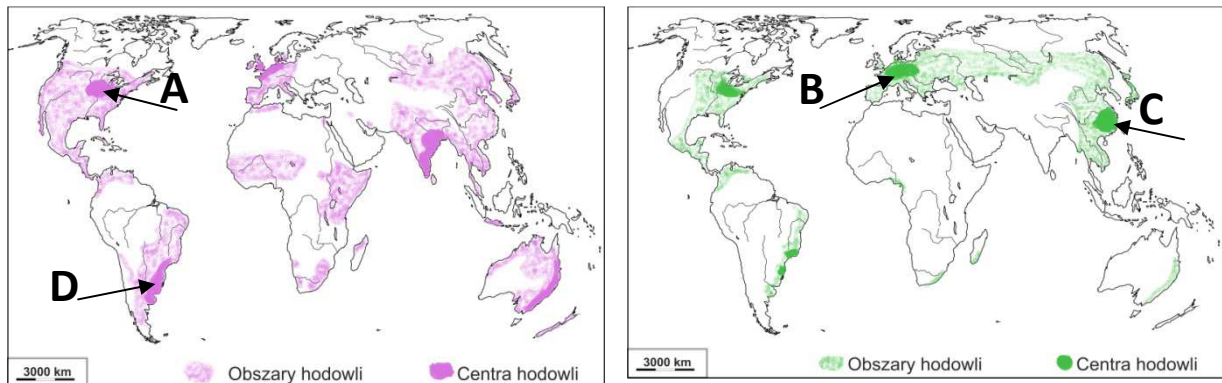 A
D
3000 km
Obszary hodowli
Centra hodowli
B
C
3000 km
Obszary hodowli
Centra hodowli